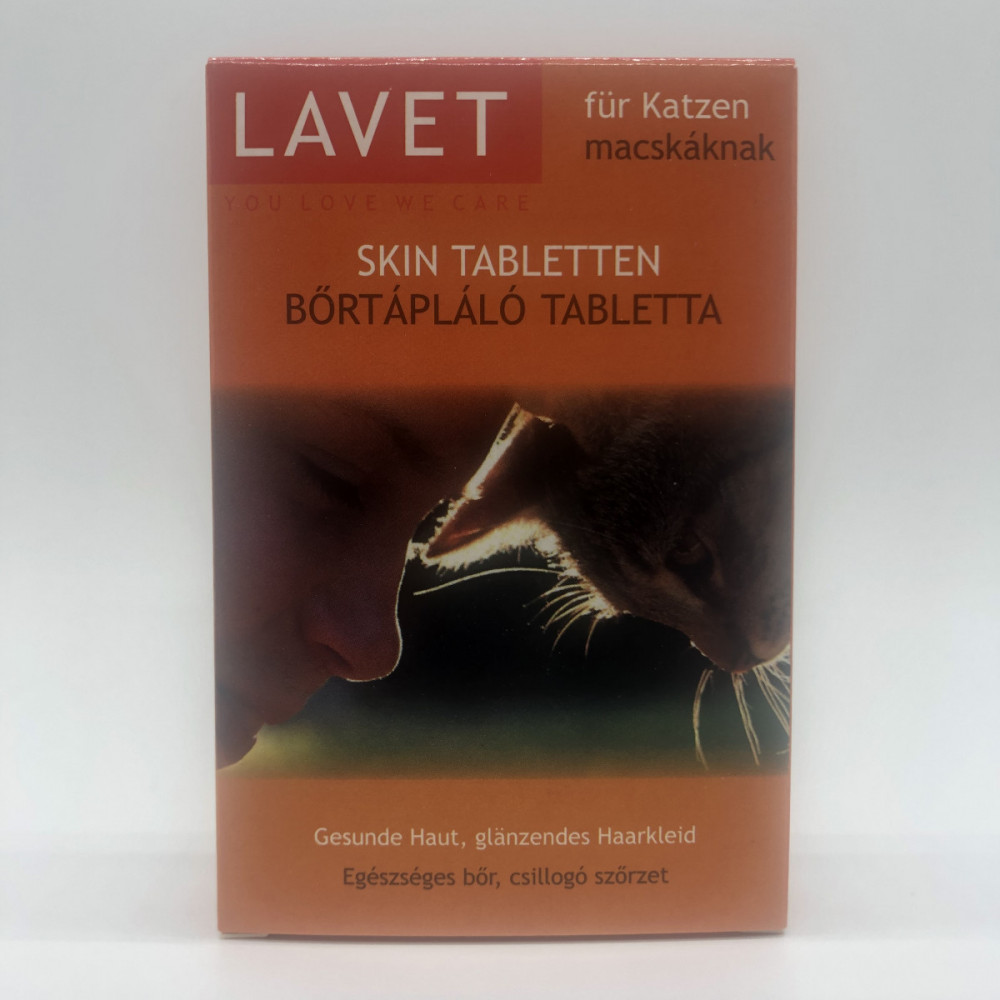 LAVET
für Katzen
macskáknak
YOU LOVE WE CARE
SKIN TABLETTEN
BŐRTÁPLÁLÓ TABLETTA
Gesunde Haut, glänzendes Haarkleid
Egészséges bőr, csillogó szőrzet